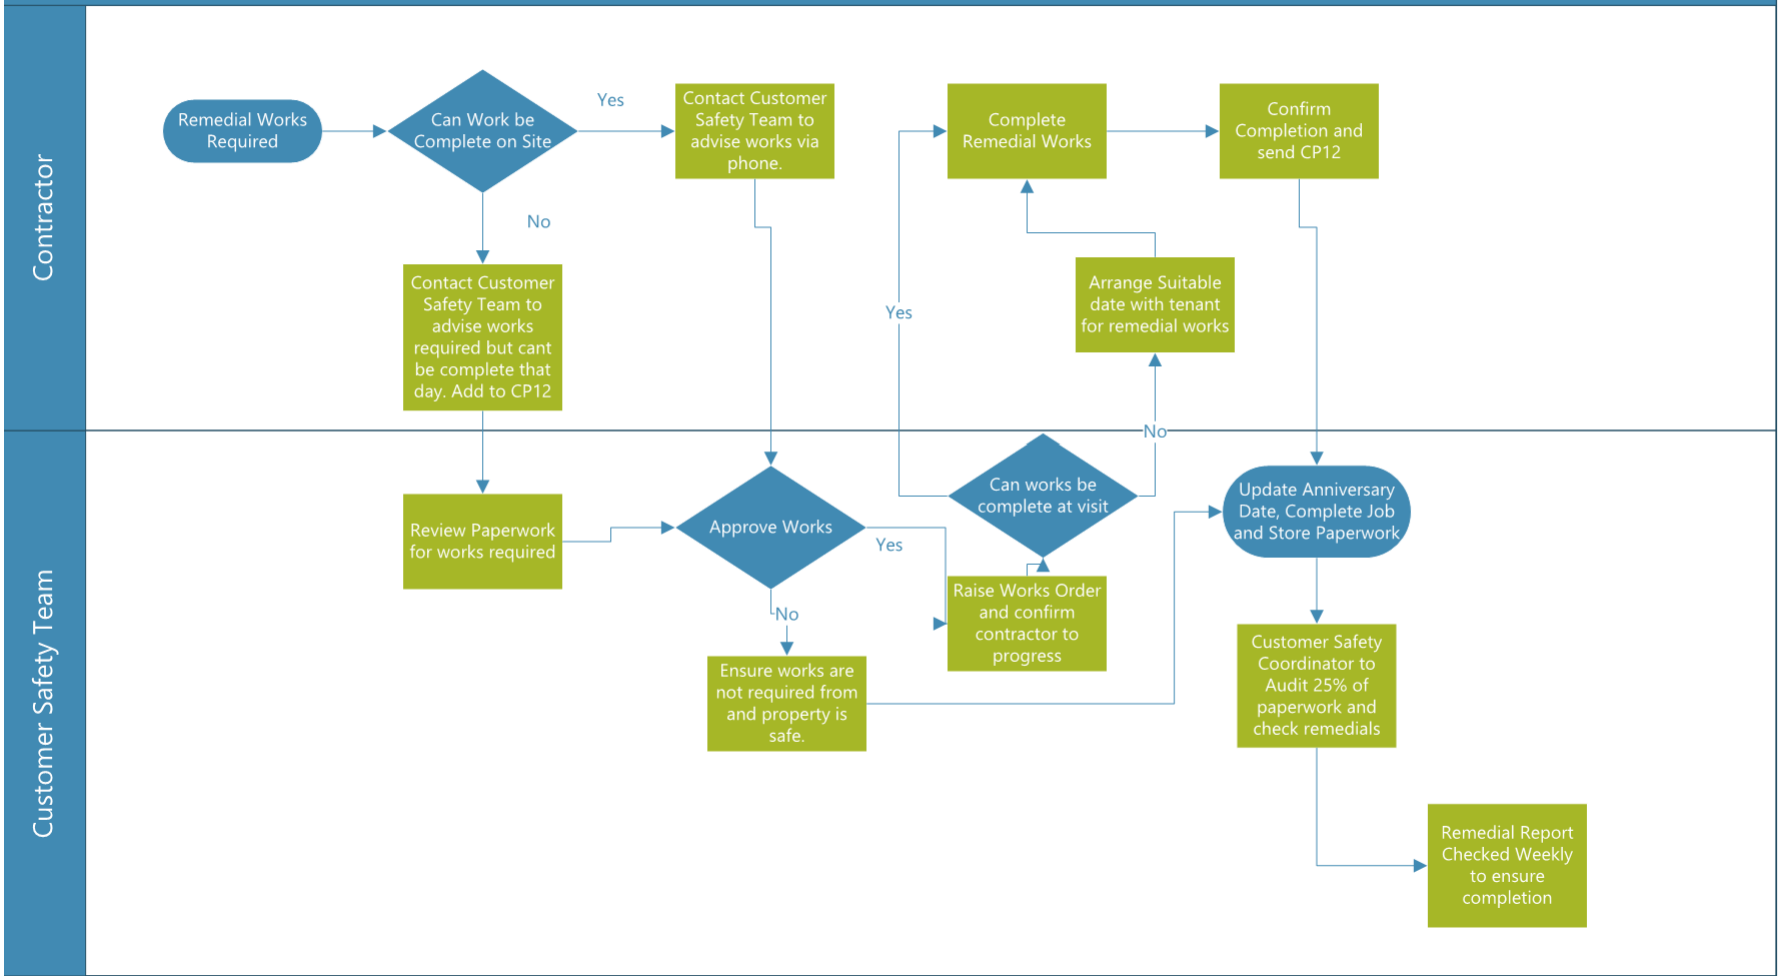 Contractor
Remedial Works
Required
Can Work be
Complete on Site
Yes
Contact Customer
Safety Team to
advise works via
phone.
No
Contact Customer
Safety Team to
advise works
required but cant
be complete that
day. Add to CP12
Complete
Remedial Works
Confirm
Completion and
send CP12
Arrange Suitable
date with tenant
for remedial works
Yes
No
Customer Safety Team
Review Paperwork
for works required
Approve Works
Yes
No
Ensure works are
not required from
and property is
safe.
Can works be
complete at visit
Raise Works Order
and confirm
contractor to
progress
Update Anniversary
Date, Complete Job
and Store Paperwork
Customer Safety
Coordinator to
Audit 25% of
paperwork and
check remedials
Remedial Report
Checked Weekly
to ensure
completion